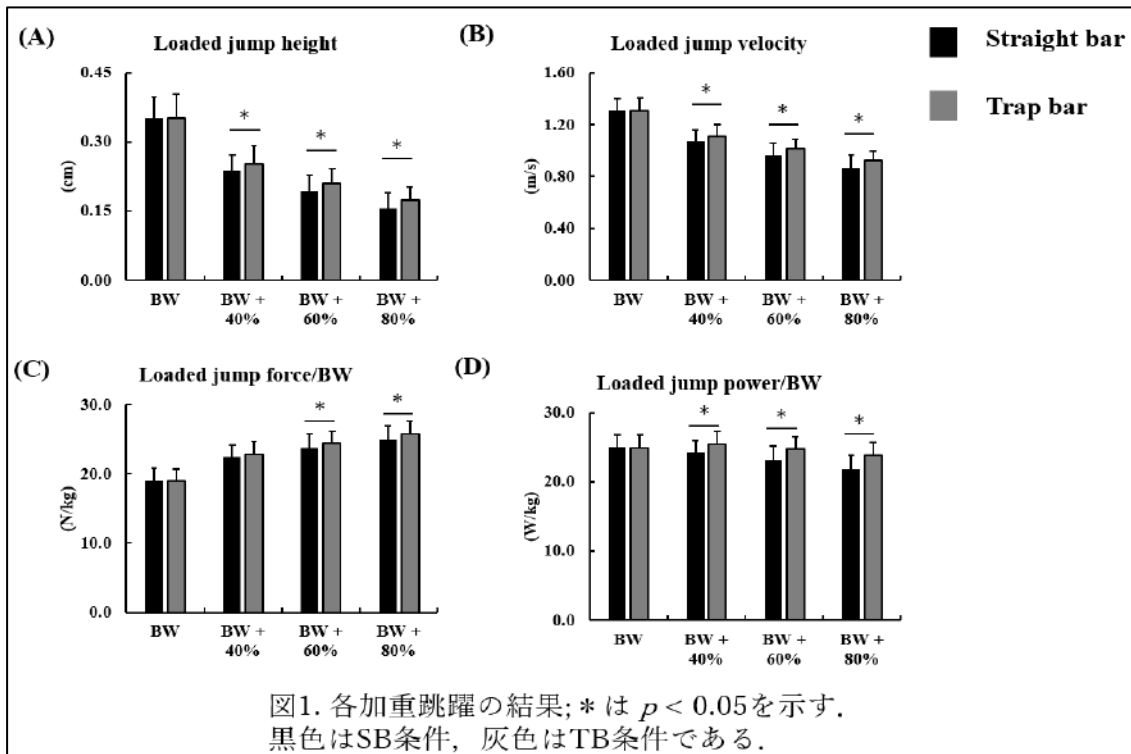 (A)
Loaded jump height
0.45
0.30
0.15
0.00
(cm)
*
*
*
BW
BW + 40%
BW + 60%
BW + 80%
(B)
Loaded jump velocity
1.60
1.20
0.80
0.40
0.00
(m/s)
*
*
*
BW
BW + 40%
BW + 60%
BW + 80%
Straight bar
Trap bar
(C)
Loaded jump force/BW
30.0
20.0
10.0
0.0
(N/kg)
*
*
BW
BW + 40%
BW + 60%
BW + 80%
(D)
Loaded jump power/BW
30.0
20.0
10.0
0.0
(W/kg)
*
*
*
BW
BW + 40%
BW + 60%
BW + 80%
図1. 各加重跳躍の結果; * は p < 0.05を示す.
黒色はSB条件, 灰色はTB条件である.